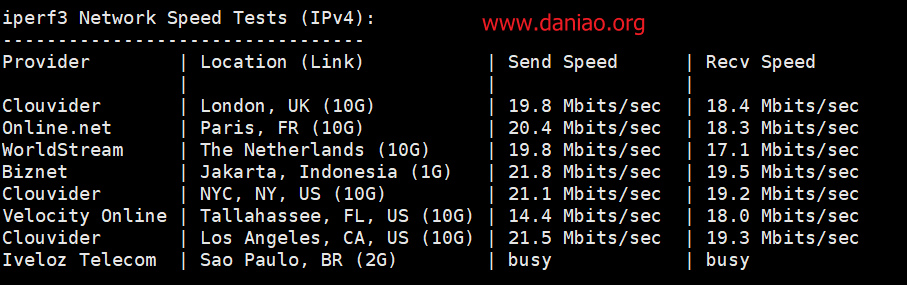 iperf3 Network Speed Tests (IPv4):
www.daniao.org
---------------------------------
Provider | Location (Link) | Send Speed | Recv Speed
| | |
Clouvider | London, UK (10G) | 19.8 Mbits/sec | 18.4 Mbits/sec
Online.net | Paris, FR (10G) | 20.4 Mbits/sec | 18.3 Mbits/sec
WorldStream | The Netherlands (10G) | 19.8 Mbits/sec | 17.1 Mbits/sec
Biznet | Jakarta, Indonesia (1G) | 21.8 Mbits/sec | 19.5 Mbits/sec
Clouvider | NYC, NY, US (10G) | 21.1 Mbits/sec | 19.2 Mbits/sec
Velocity Online | Tallahassee, FL, US (10G) | 14.4 Mbits/sec | 18.0 Mbits/sec
Clouvider | Los Angeles, CA, US (10G) | 21.5 Mbits/sec | 19.3 Mbits/sec
Iveloz Telecom | Sao Paulo, BR (2G) | busy | busy